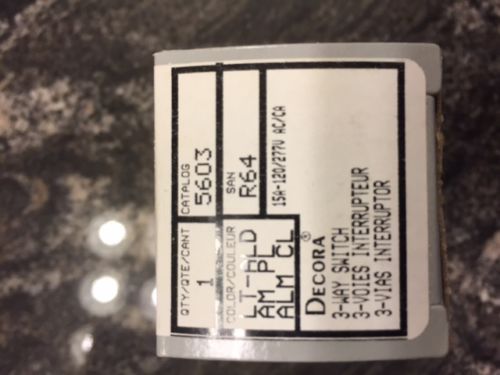 QTY/QTE/CANT CATALOG
1 5603
COLOR/COULEUR SAN
LT-ALD R64
AM PL
ALM CL 15A-120/277V AC/CA
DECORA®
3-WAY SWITCH
3-VOIES INTERRUPTEUR
3-VIAS INTERRUPTOR